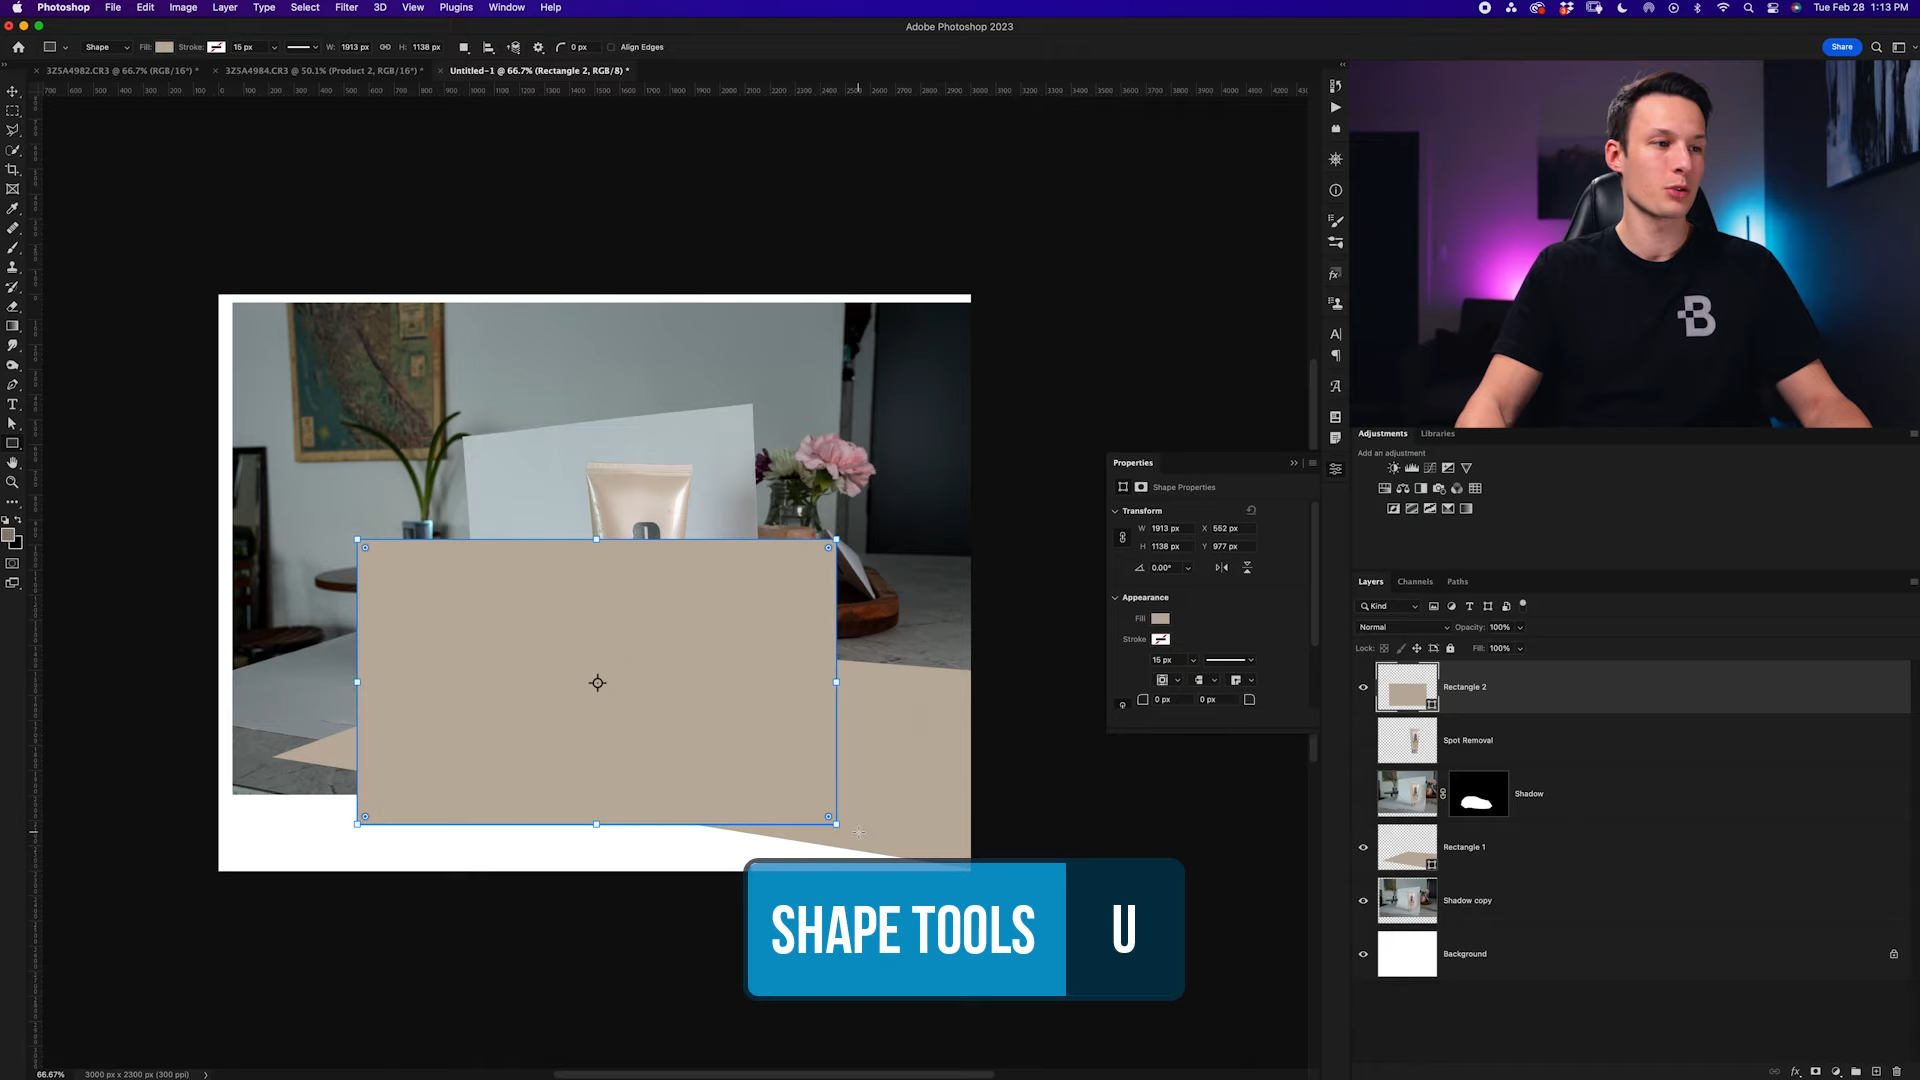 Photoshop File Edit Image Layer Type Select Filter 3D View Plugins Window Help
Tue Feb 28 1:13 PM
Adobe Photoshop 2023
Shape Fill: Stroke: 15 px W: 1913 px H: 1138 px 0 px Align Edges
Share
3Z5A4982.CR3 @ 66.7% (RGB/16*) *
3Z5A4984.CR3 @ 50.1% (Product 2, RGB/16*) *
Untitled-1 @ 66.7% (Rectangle 2, RGB/8) *
Properties
Shape Properties
Transform
W 1913 px X 552 px
H 1138 px Y 977 px
0.00°
Appearance
Fill
Stroke
15 px
0 px 0 px
Adjustments Libraries
Add an adjustment
Layers Channels Paths
Kind
Normal Opacity: 100%
Lock: Fill: 100%
Rectangle 2
Spot Removal
Shadow
Rectangle 1
Shadow copy
Background
SHAPE TOOLS U
66.67% 3000 px x 2300 px (300 ppi)